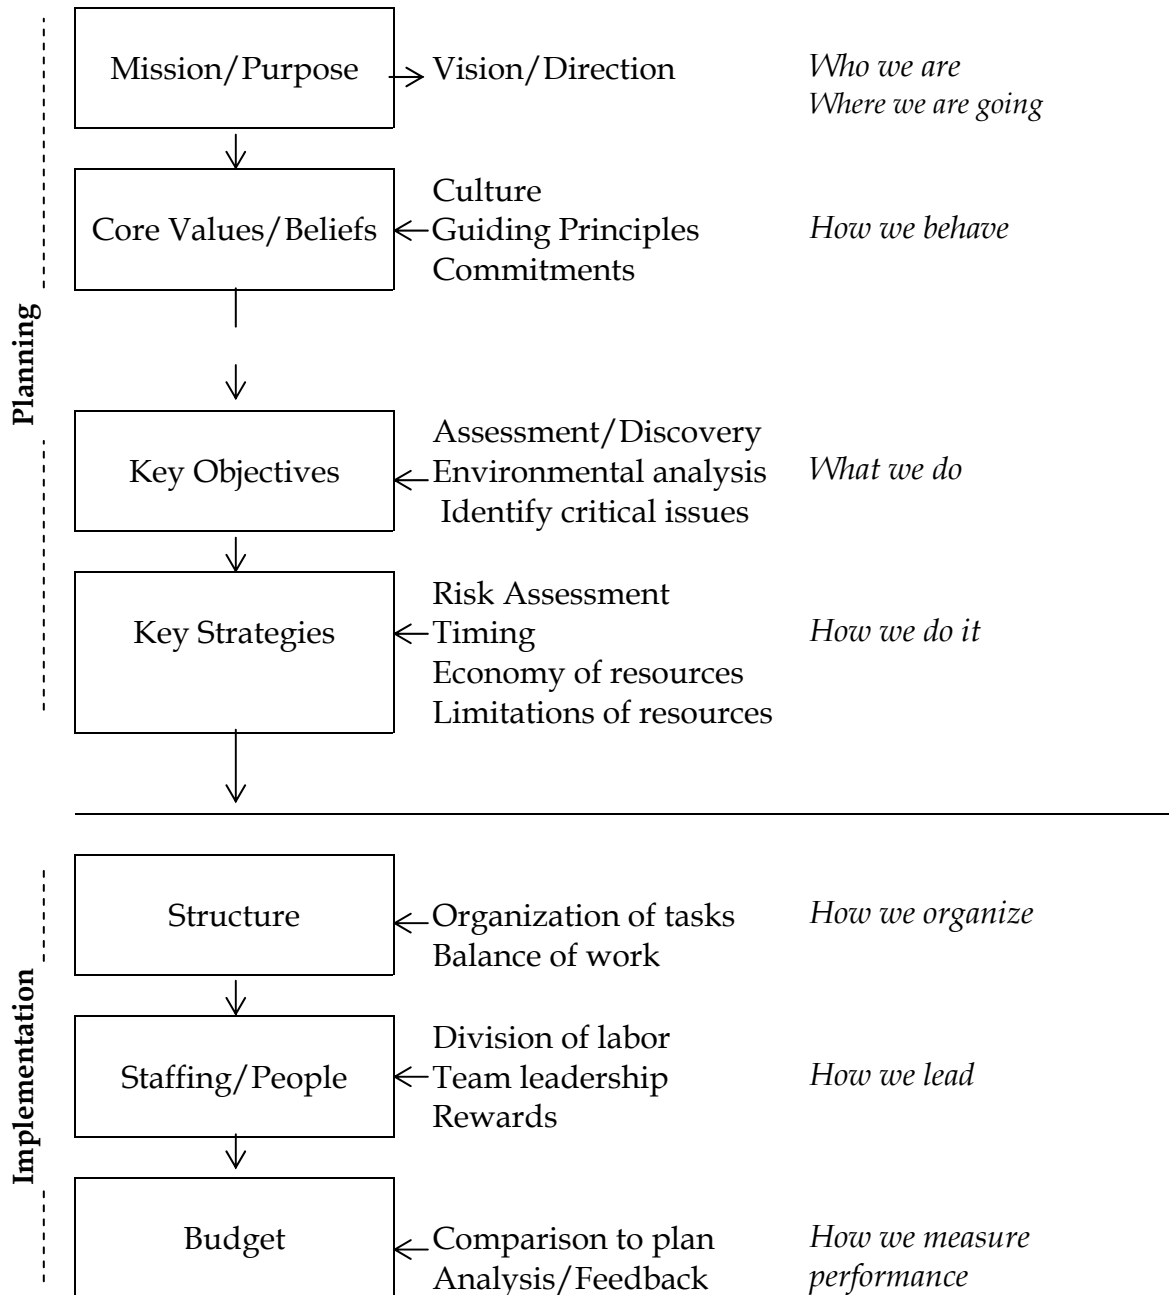 Mission/Purpose
Vision/Direction
Who we are
Where we are going
Core Values/Beliefs
Culture
Guiding Principles
Commitments
How we behave
Planning
Key Objectives
Assessment/Discovery
Environmental analysis
Identify critical issues
What we do
Key Strategies
Risk Assessment
Timing
Economy of resources
Limitations of resources
How we do it
Implementation
Structure
Organization of tasks
Balance of work
How we organize
Staffing/People
Division of labor
Team leadership
Rewards
How we lead
Budget
Comparison to plan
Analysis/Feedback
How we measure
performance